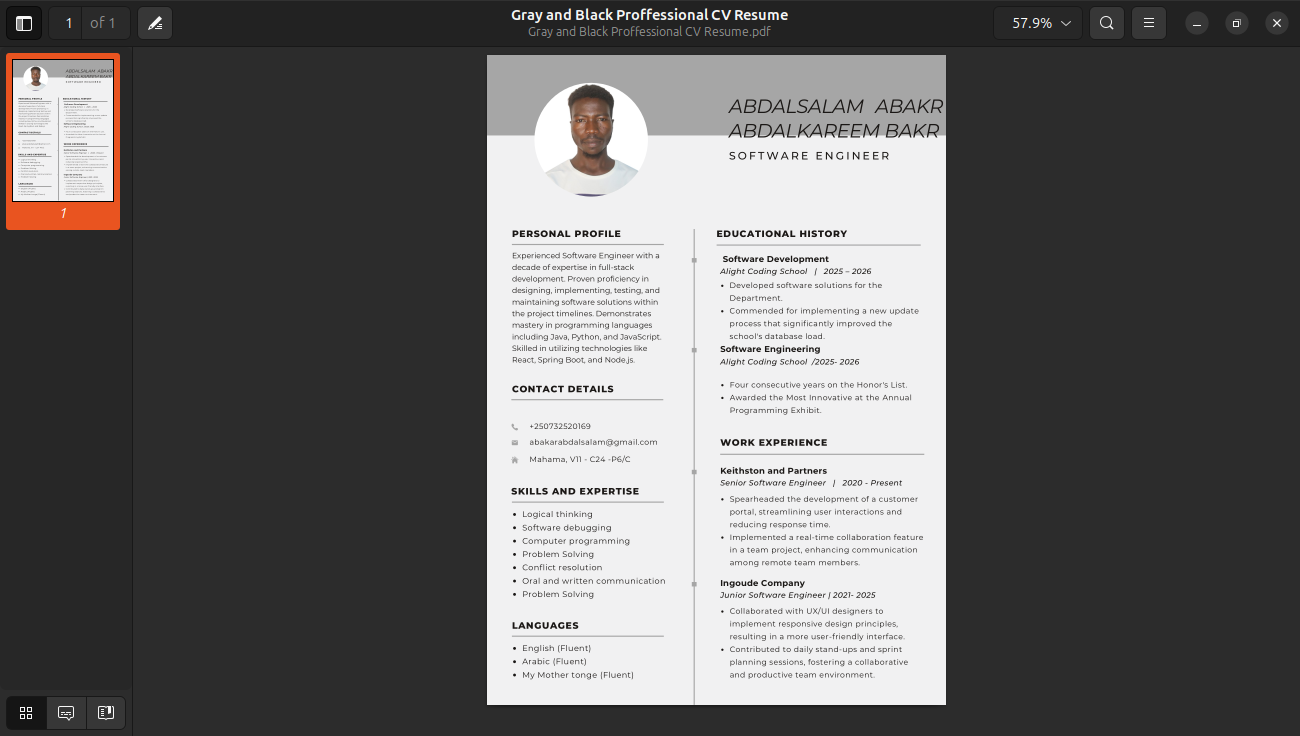 1 of 1
Gray and Black Proffessional CV Resume
Gray and Black Proffessional CV Resume.pdf
57.9%
1
ABDALSALAM ABAKR
ABDALKAREEM BAKR
SOFTWARE ENGINEER
PERSONAL PROFILE
Experienced Software Engineer with a
decade of expertise in full-stack
development. Proven proficiency in
designing, implementing, testing, and
maintaining software solutions within
the project timelines. Demonstrates
mastery in programming languages
including Java, Python, and JavaScript.
Skilled in utilizing technologies like
React, Spring Boot, and Node.js.
CONTACT DETAILS
+250732520169
abakarabdalsalam@gmail.com
Mahama, V11 - C24 -P6/C
SKILLS AND EXPERTISE
• Logical thinking
• Software debugging
• Computer programming
• Problem Solving
• Conflict resolution
• Oral and written communication
• Problem Solving
LANGUAGES
• English (Fluent)
• Arabic (Fluent)
• My Mother tonge (Fluent)
EDUCATIONAL HISTORY
Software Development
Alight Coding School | 2025 – 2026
• Developed software solutions for the
Department.
• Commended for implementing a new update
process that significantly improved the
school's database load.
Software Engineering
Alight Coding School /2025- 2026
• Four consecutive years on the Honor's List.
• Awarded the Most Innovative at the Annual
Programming Exhibit.
WORK EXPERIENCE
Keithston and Partners
Senior Software Engineer | 2020 - Present
• Spearheaded the development of a customer
portal, streamlining user interactions and
reducing response time.
• Implemented a real-time collaboration feature
in a team project, enhancing communication
among remote team members.
Ingoude Company
Junior Software Engineer | 2021- 2025
• Collaborated with UX/UI designers to
implement responsive design principles,
resulting in a more user-friendly interface.
• Contributed to daily stand-ups and sprint
planning sessions, fostering a collaborative
and productive team environment.